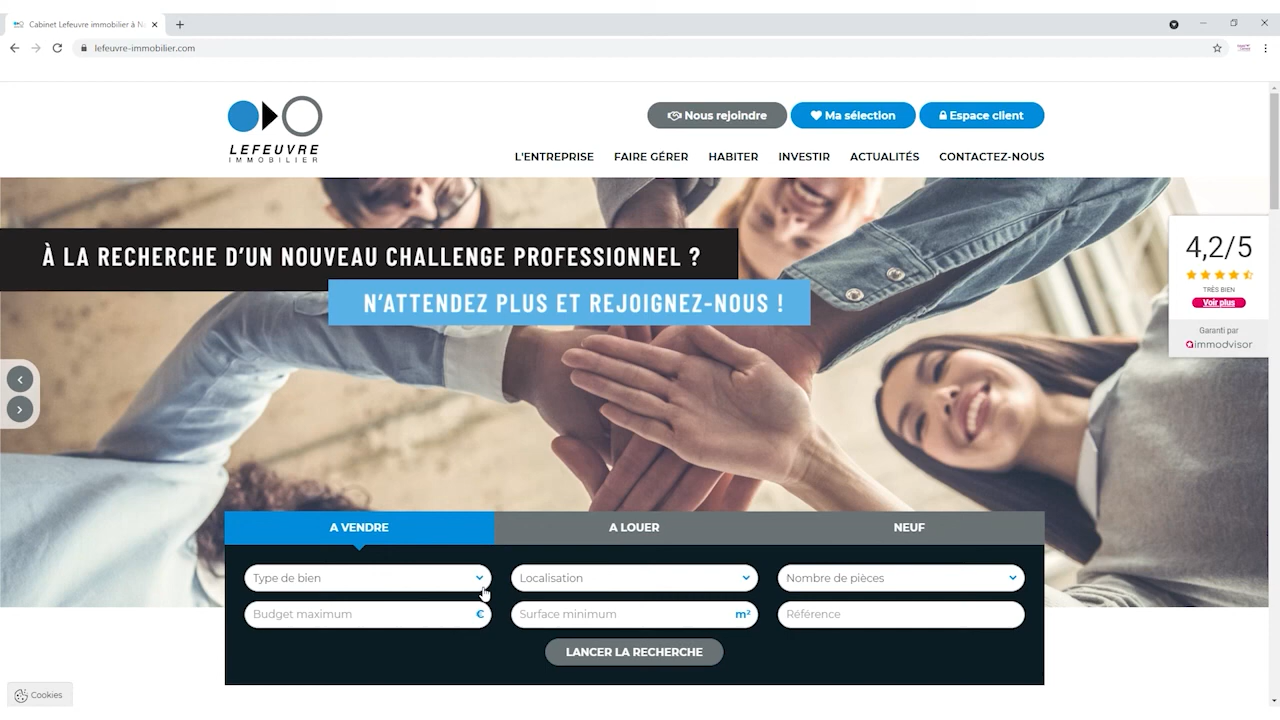 Cabinet Lefeuvre immobilier à N
lefeuvre-immobilier.com
LEFEUVRE
IMMOBILIER
Nous rejoindre
Ma sélection
Espace client
L'ENTREPRISE
FAIRE GÉRER
HABITER
INVESTIR
ACTUALITÉS
CONTACTEZ-NOUS
À LA RECHERCHE D'UN NOUVEAU CHALLENGE PROFESSIONNEL ?
N'ATTENDEZ PLUS ET REJOIGNEZ-NOUS !
4,2/5
TRÈS BIEN
Voir plus
Garanti par
immodvisor
A VENDRE
A LOUER
NEUF
Type de bien
Localisation
Nombre de pièces
Budget maximum €
Surface minimum m²
Référence
LANCER LA RECHERCHE
Cookies